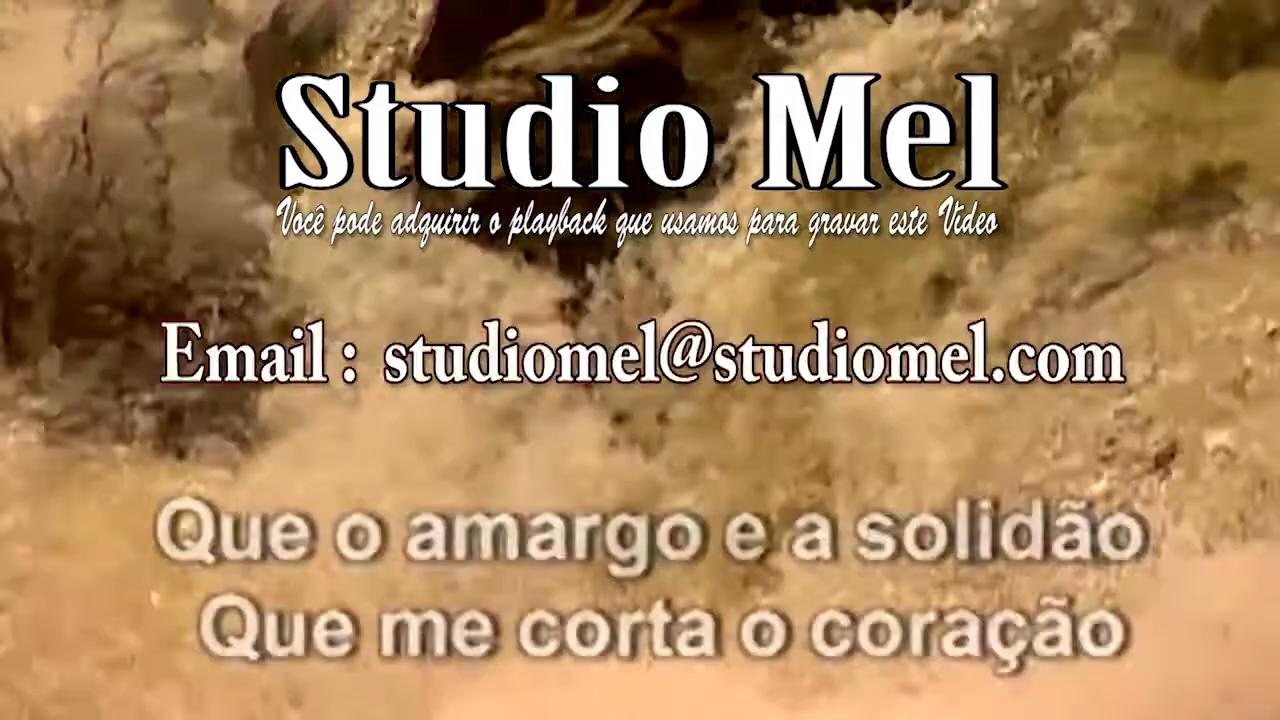 Studio Mel
Você pode adquirir o playback que usamos para gravar este Video
Email : studiomel@studiomel.com
Que o amargo e a solidão
Que me corta o coração